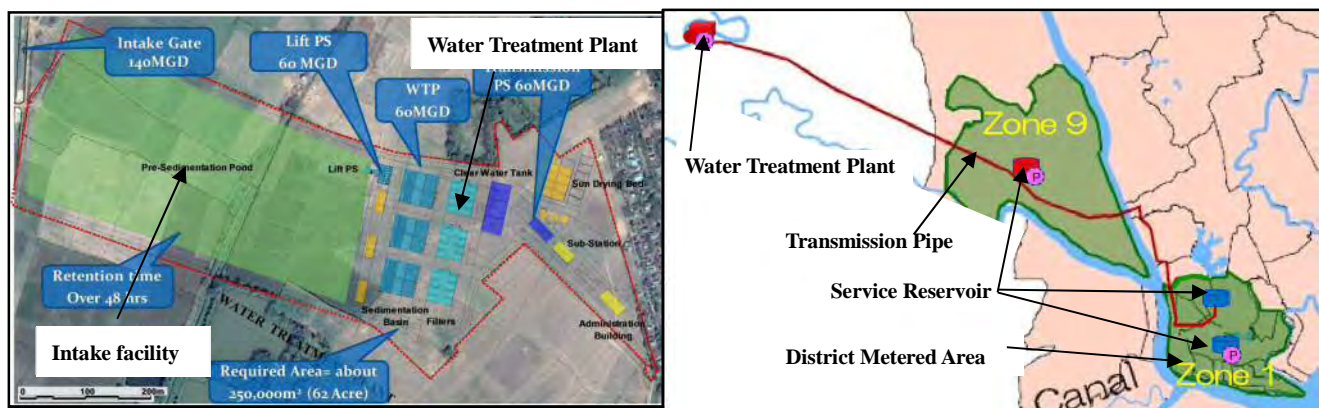 Intake Gate
140MGD
Lift PS
60 MGD
Water Treatment Plant
Transmission
PS 60MGD
WTP
60MGD
Pre-Sedimentation Pond
Lift PS
Clear Water Tank
Sun Drying Bed
Sub-Station
Retention time
Over 48 hrs
Sedimentation
Basin
Filters
Administration
Building
WATER TREATM
Intake facility
Required Area= about
250,000m² (62 Acre)
0
100
200m
Zone 9
Water Treatment Plant
P
P
Transmission Pipe
Service Reservoir
District Metered Area
P
Zone 1
Canal